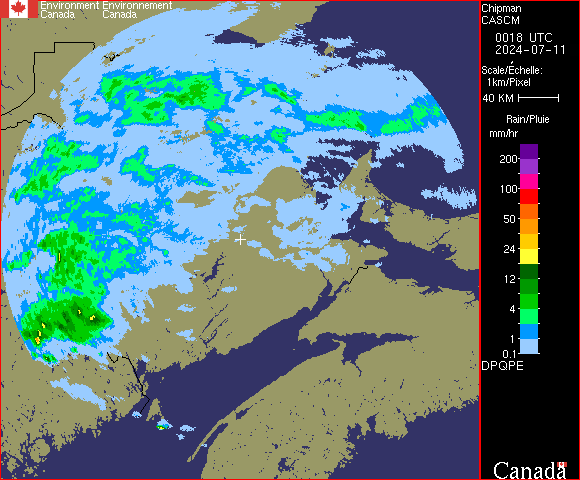 Environment Environnement
Canada Canada
Chipman
CASCM
0018 UTC
2024-07-11
Scale/Échelle:
1km/Pixel
40 KM
Rain/Pluie
mm/hr
200
100
50
24
12
4
1
0.1
DPQPE
Canada